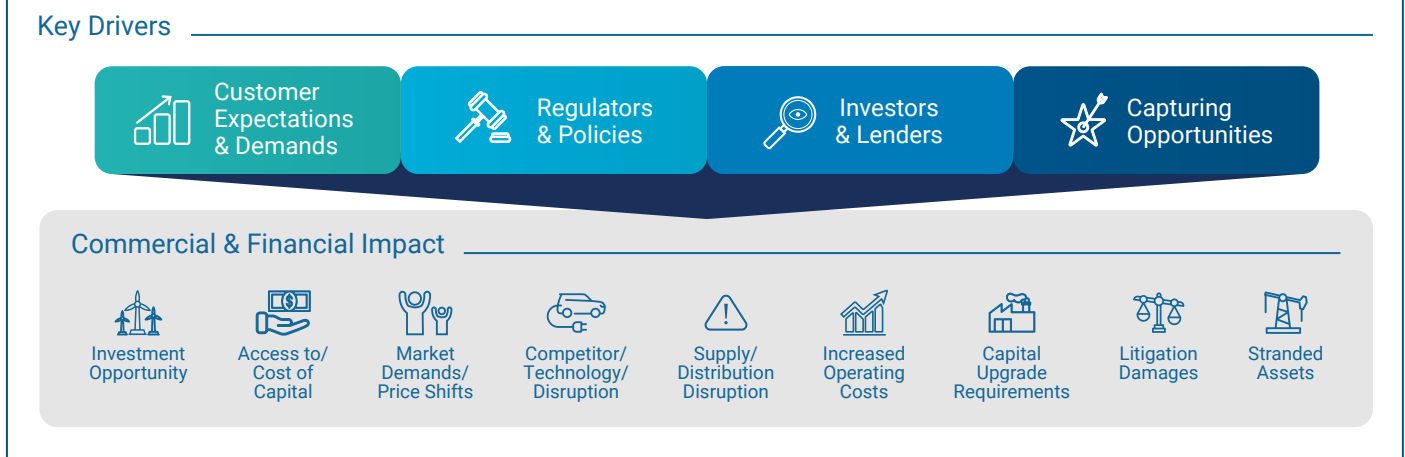 Key Drivers
Customer
Expectations
& Demands
Regulators
& Policies
Investors
& Lenders
Capturing
Opportunities
Commercial & Financial Impact
Investment
Opportunity
Access to/
Cost of
Capital
Market
Demands/
Price Shifts
Competitor/
Technology/
Disruption
Supply/
Distribution
Disruption
Increased
Operating
Costs
Capital
Upgrade
Requirements
Litigation
Damages
Stranded
Assets